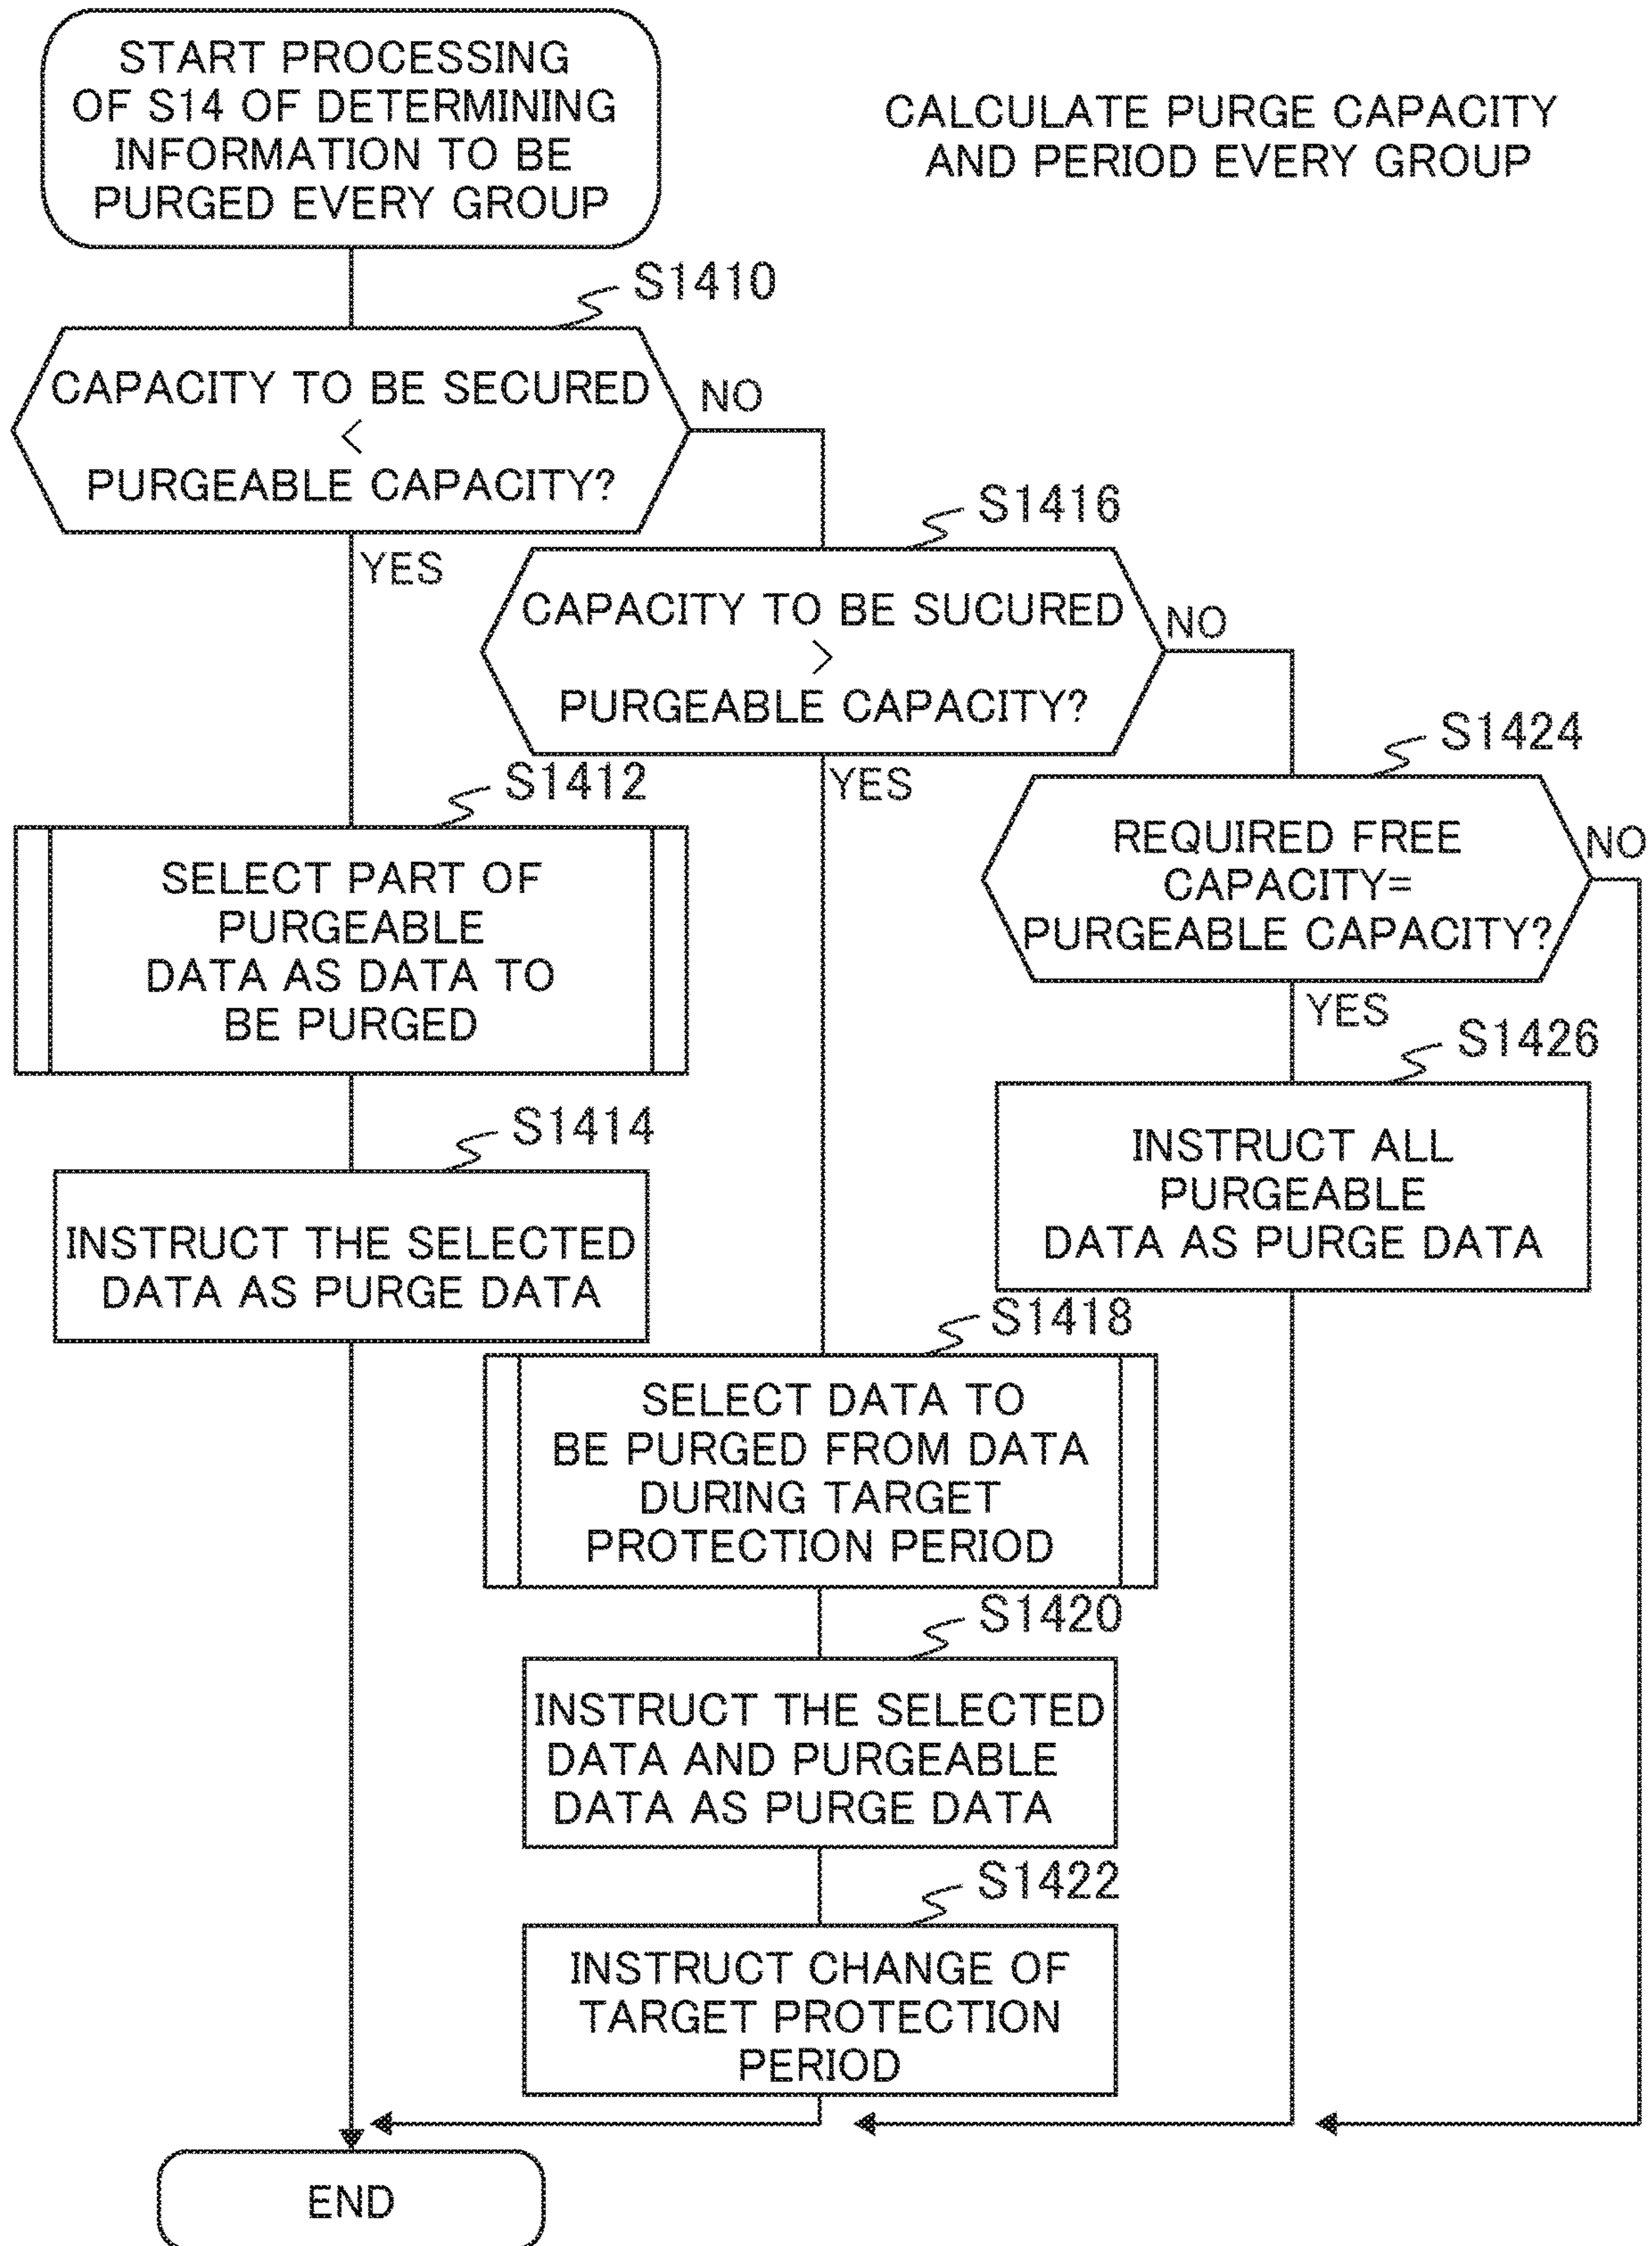 START PROCESSING
OF S14 OF DETERMINING
INFORMATION TO BE
PURGED EVERY GROUP
CALCULATE PURGE CAPACITY
AND PERIOD EVERY GROUP
S1410
CAPACITY TO BE SECURED
<
PURGEABLE CAPACITY?
NO
YES
S1416
CAPACITY TO BE SUCURED
>
PURGEABLE CAPACITY?
NO
YES
S1424
REQUIRED FREE
CAPACITY=
PURGEABLE CAPACITY?
NO
YES
S1412
SELECT PART OF
PURGEABLE
DATA AS DATA TO
BE PURGED
S1426
INSTRUCT ALL
PURGEABLE
DATA AS PURGE DATA
S1414
INSTRUCT THE SELECTED
DATA AS PURGE DATA
S1418
SELECT DATA TO
BE PURGED FROM DATA
DURING TARGET
PROTECTION PERIOD
S1420
INSTRUCT THE SELECTED
DATA AND PURGEABLE
DATA AS PURGE DATA
S1422
INSTRUCT CHANGE OF
TARGET PROTECTION
PERIOD
END